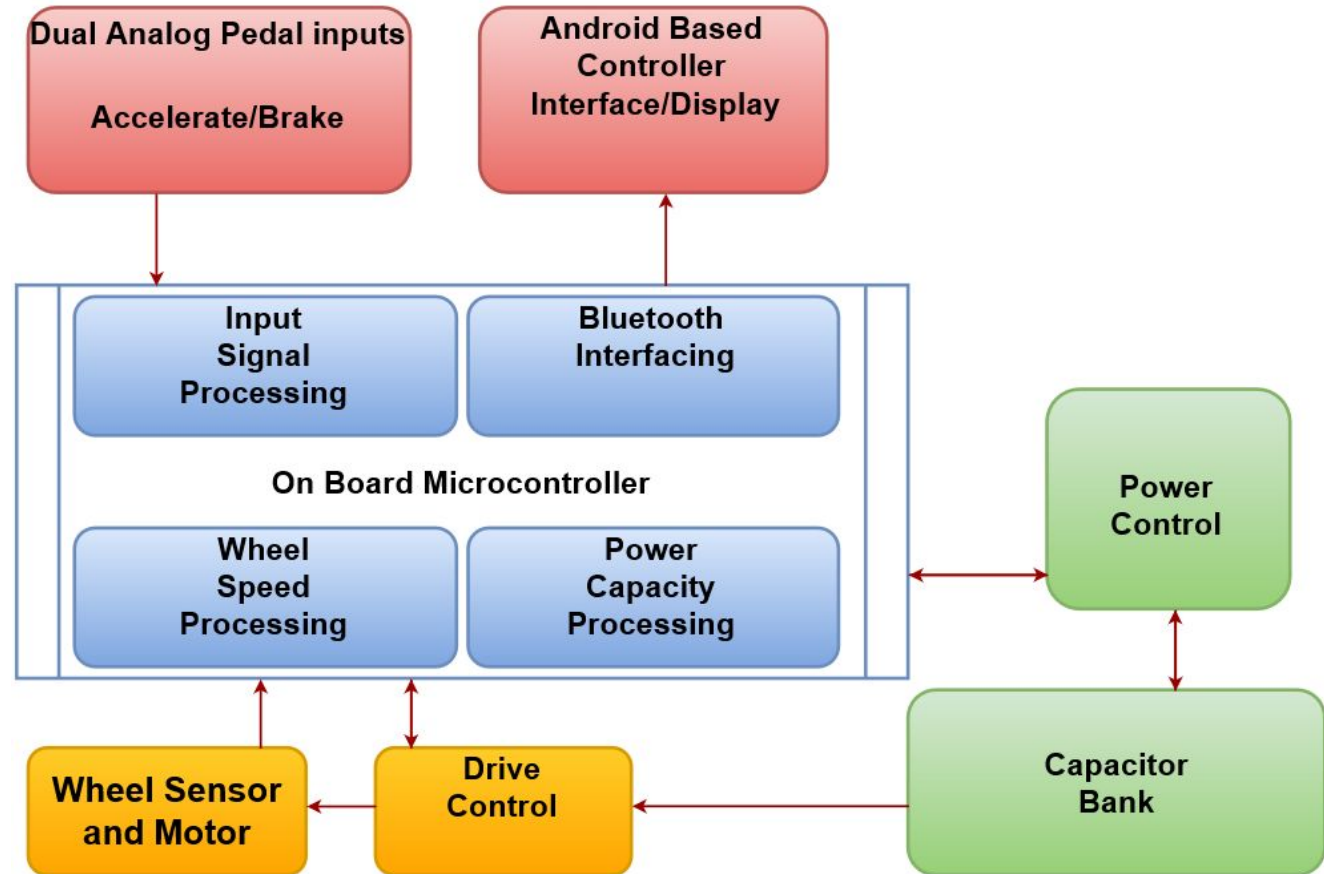 Dual Analog Pedal inputs
Accelerate/Brake
Android Based
Controller
Interface/Display
Input
Signal
Processing
Bluetooth
Interfacing
On Board Microcontroller
Wheel
Speed
Processing
Power
Capacity
Processing
Power
Control
Wheel Sensor
and Motor
Drive
Control
Capacitor
Bank